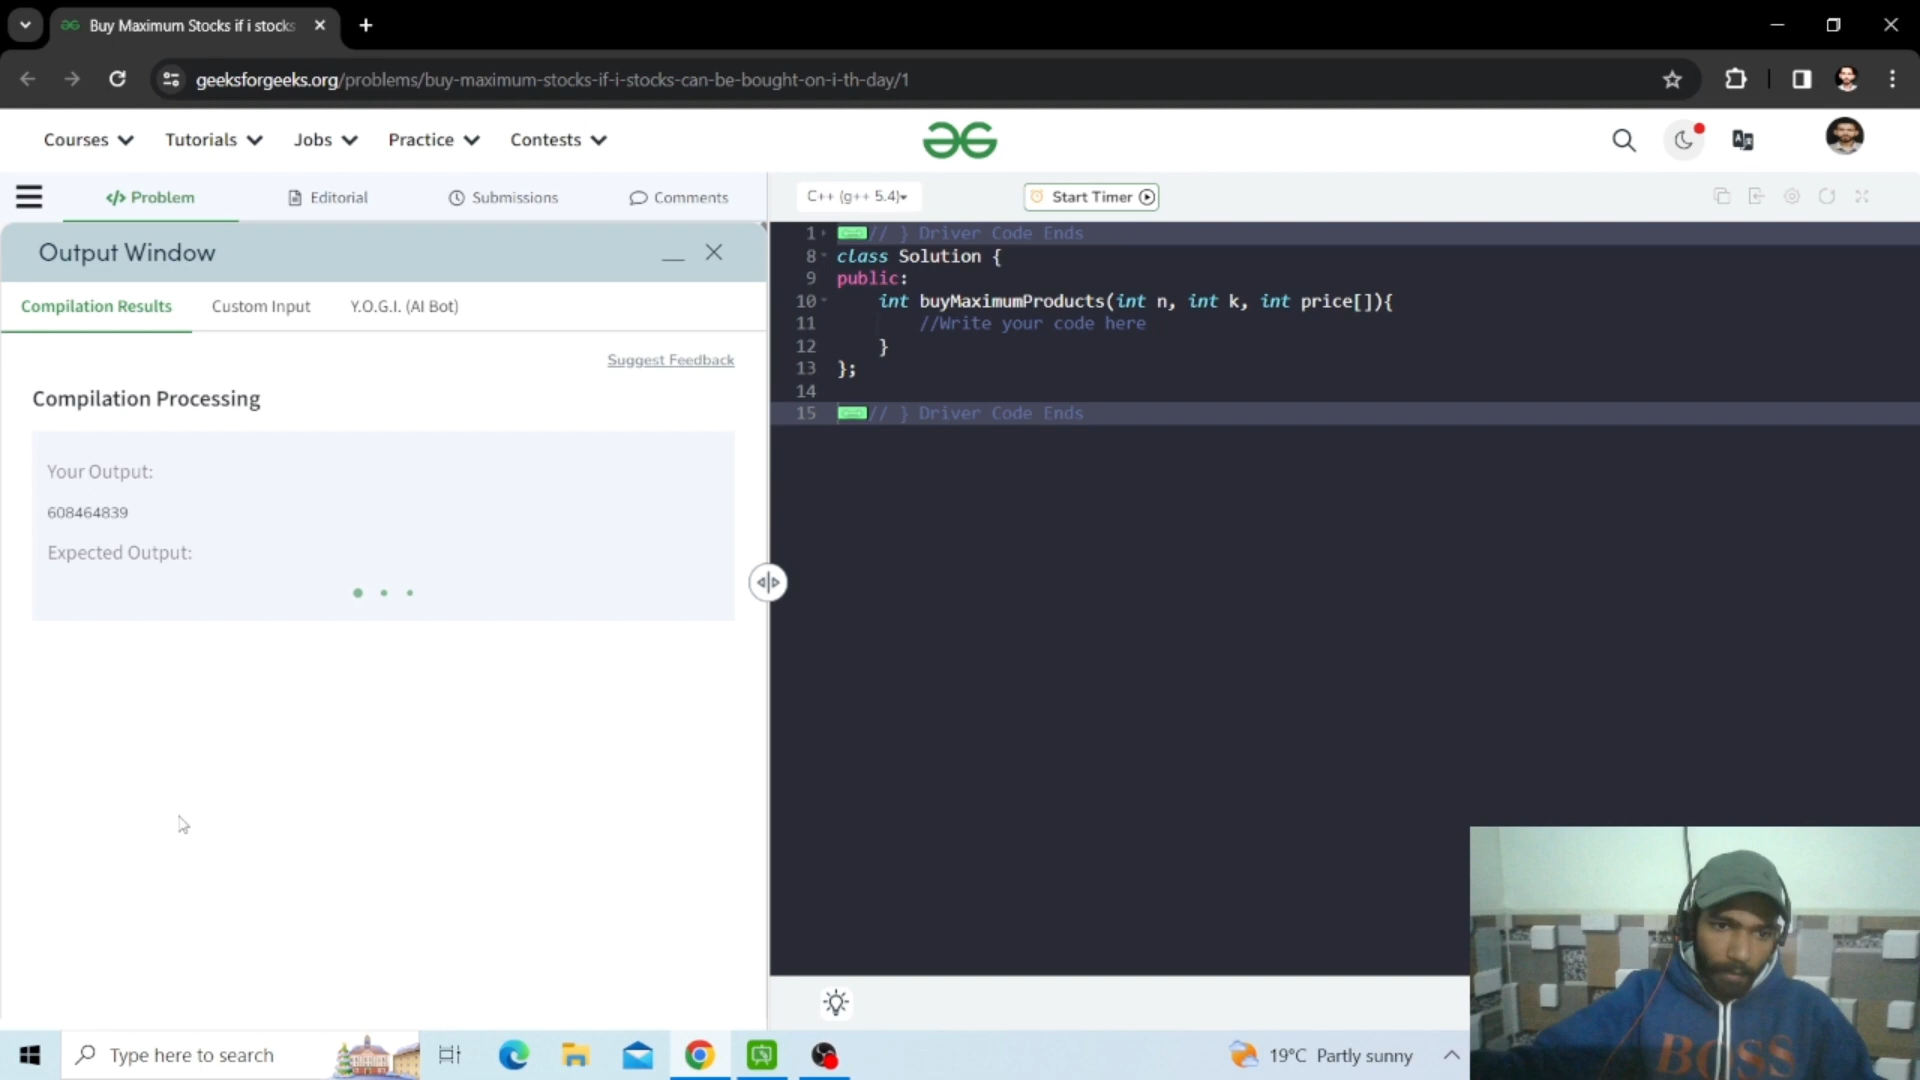 Buy Maximum Stocks if i stocks
geeksforgeeks.org/problems/buy-maximum-stocks-if-i-stocks-can-be-bought-on-i-th-day/1
Courses Tutorials Jobs Practice Contests
</> Problem Editorial Submissions Comments
C++ (g++ 5.4) Start Timer
Output Window
Compilation Results Custom Input Y.O.G.I. (AI Bot)
Suggest Feedback
Compilation Processing
Your Output:
608464839
Expected Output:
1 // } Driver Code Ends
8 class Solution {
9 public:
10 int buyMaximumProducts(int n, int k, int price[]){
11 //Write your code here
12 }
13 };
14
15 // } Driver Code Ends
BOSS
Type here to search
19°C Partly sunny